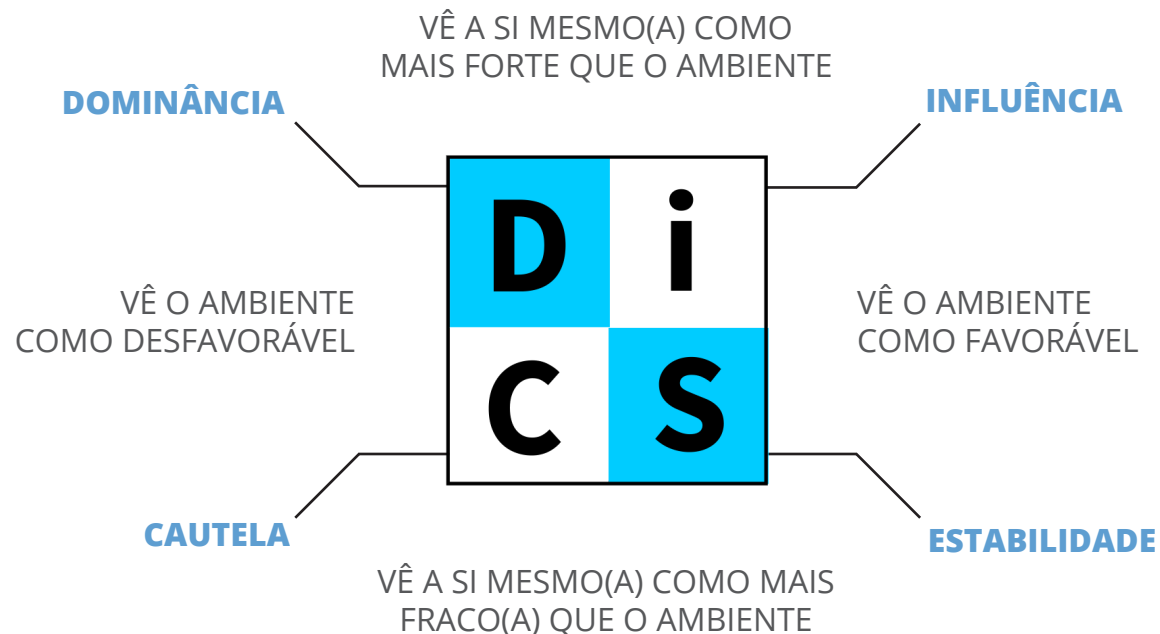 VÊ A SI MESMO(A) COMO
MAIS FORTE QUE O AMBIENTE
DOMINÂNCIA
INFLUÊNCIA
D i
VÊ O AMBIENTE
COMO DESFAVORÁVEL
VÊ O AMBIENTE
COMO FAVORÁVEL
C S
CAUTELA
ESTABILIDADE
VÊ A SI MESMO(A) COMO MAIS
FRACO(A) QUE O AMBIENTE